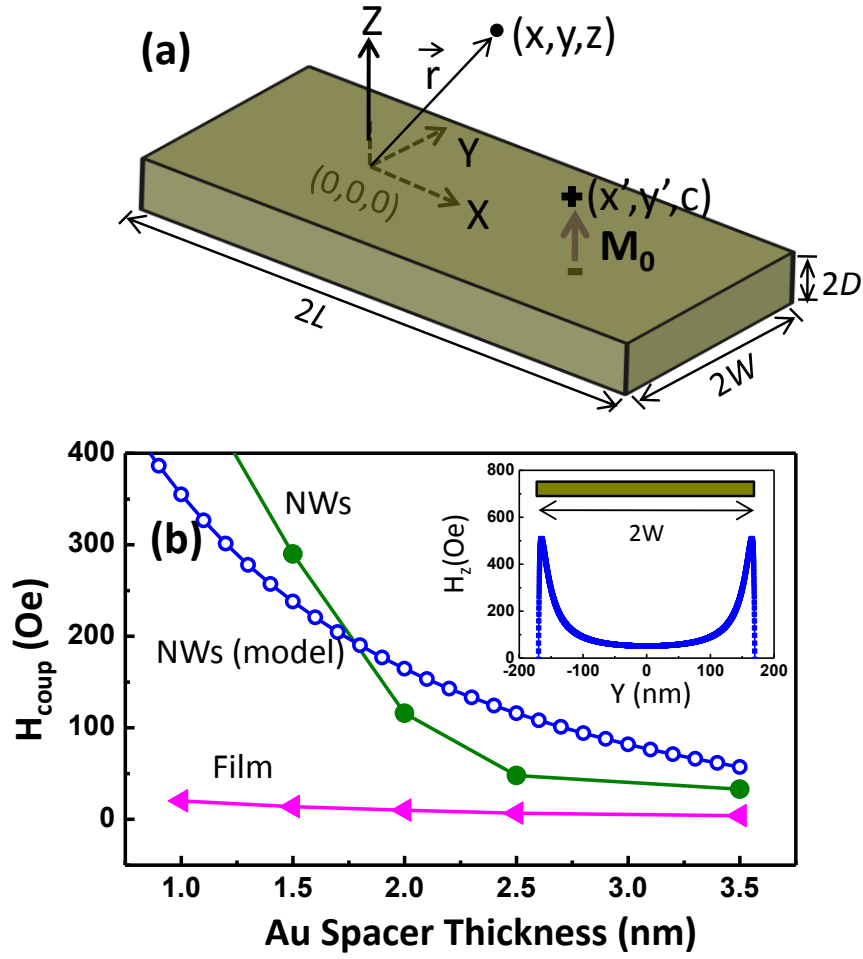 (a)
Z
(x,y,z)
r
Y
(0,0,0)
X
+(x’,y’,c)
M₀
-
2D
2L
2W
400
300
200
100
0
H_coup (Oe)
(b)
NWs
NWs (model)
Film
800
600
400
200
0
H_z(Oe)
2W
-200
-100
0
100
200
Y (nm)
1.0
1.5
2.0
2.5
3.0
3.5
Au Spacer Thickness (nm)